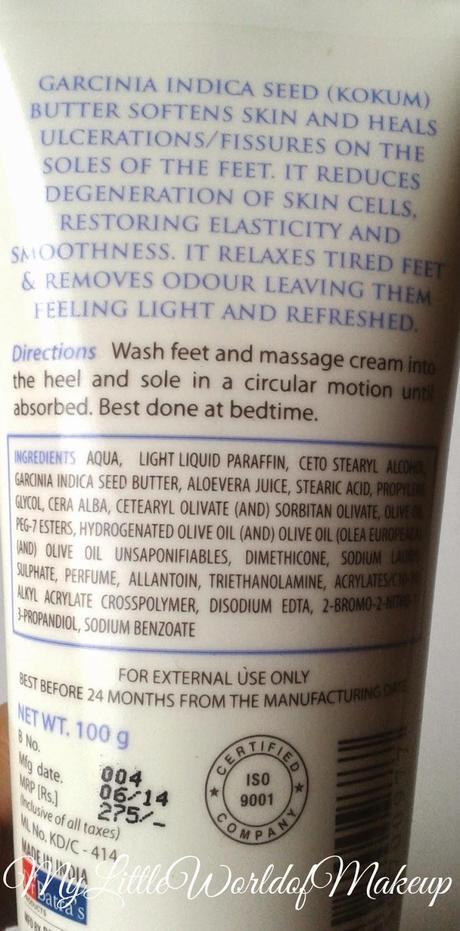 GARCINIA INDICA SEED (KOKUM)
BUTTER SOFTENS SKIN AND HEALS
ULCERATIONS/FISSURES ON THE
SOLES OF THE FEET. IT REDUCES
DEGENERATION OF SKIN CELLS,
RESTORING ELASTICITY AND
SMOOTHNESS. IT RELAXES TIRED FEET
& REMOVES ODOUR LEAVING THEM
FEELING LIGHT AND REFRESHED.
Directions Wash feet and massage cream into
the heel and sole in a circular motion until
absorbed. Best done at bedtime.
INGREDIENTS AQUA, LIGHT LIQUID PARAFFIN, CETO STEARYL ALCOHOL,
GARCINIA INDICA SEED BUTTER, ALOEVERA JUICE, STEARIC ACID, PROPYLENE
GLYCOL, CERA ALBA, CETEARYL OLIVATE (AND) SORBITAN OLIVATE, OLIVE OIL
PEG-7 ESTERS, HYDROGENATED OLIVE OIL (AND) OLIVE OIL (OLEA EUROPEAEA)
(AND) OLIVE OIL UNSAPONIFIABLES, DIMETHICONE, SODIUM LAURYL
SULPHATE, PERFUME, ALLANTOIN, TRIETHANOLAMINE,
ALKYL ACRYLATE CROSSPOLYMER, DISODIUM EDTA, 2-BROMO-2-NITRO-1
3-PROPANDIOL, SODIUM BENZOATE
FOR EXTERNAL USE ONLY
BEST BEFORE 24 MONTHS FROM THE MANUFACTURING DATE
NET WT. 100 g
B No. 004
Mfg date. 06/14
MRP [Rs.] 275/-
(Inclusive of all taxes)
ML No. KD/C - 414
MADE IN INDIA
CERTIFIED
ISO
9001
COMPANY
Dr Batra's
PRODUCTS
MyLittleWorldofMakeup